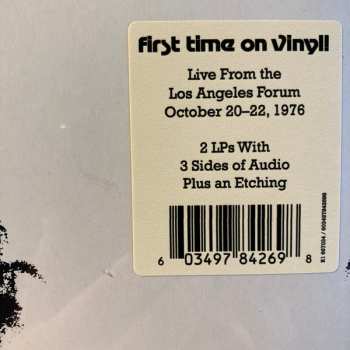 first time on vinyl!
Live From the
Los Angeles Forum
October 20–22, 1976
2 LPs With
3 Sides of Audio
Plus an Etching
6 03497 84269 8